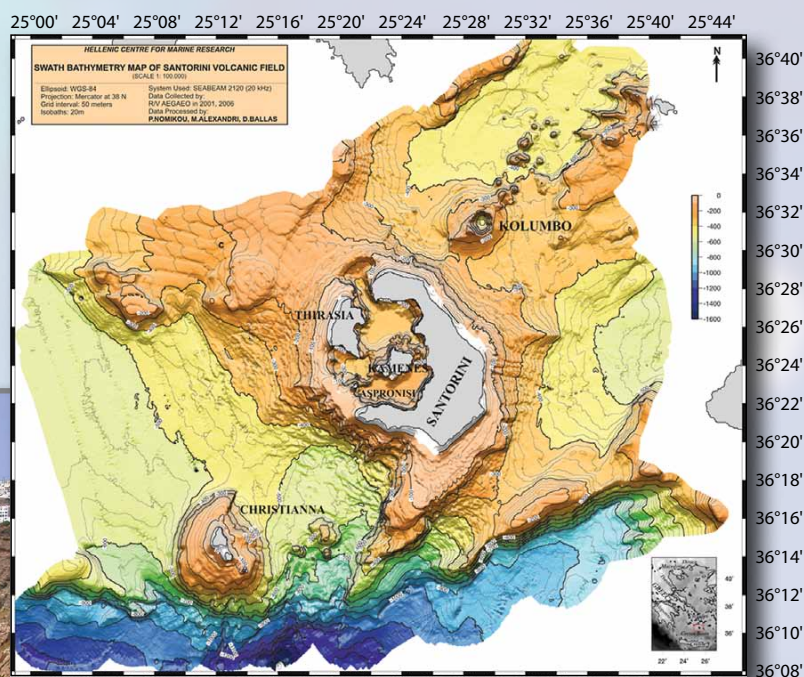 25°00' 25°04' 25°08' 25°12' 25°16' 25°20' 25°24' 25°28' 25°32' 25°36' 25°40' 25°44'
HELLENIC CENTRE FOR MARINE RESEARCH
SWATH BATHYMETRY MAP OF SANTORINI VOLCANIC FIELD
(SCALE 1: 100.000)
Ellipsoid: WGS-84
Projection: Mercator at 38 N
Grid interval: 50 meters
Isobaths: 20m
System Used: SEABEAM 2120 (20 kHz)
Data Collected by:
R/V AEGAEO in 2001, 2006
Data Processed by:
P.NOMIKOU, M.ALEXANDRI, D.BALLAS
N
36°40'
36°38'
36°36'
36°34'
36°32'
36°30'
36°28'
36°26'
36°24'
36°22'
36°20'
36°18'
36°16'
36°14'
36°12'
36°10'
36°08'
0
-200
-400
-600
-800
-1000
-1200
-1400
-1600
KOLUMBO
THIRASIA
KAMENES
ASPRONISI
SANTORINI
CHRISTIANNA
40'
38'
36'
22' 24' 26'